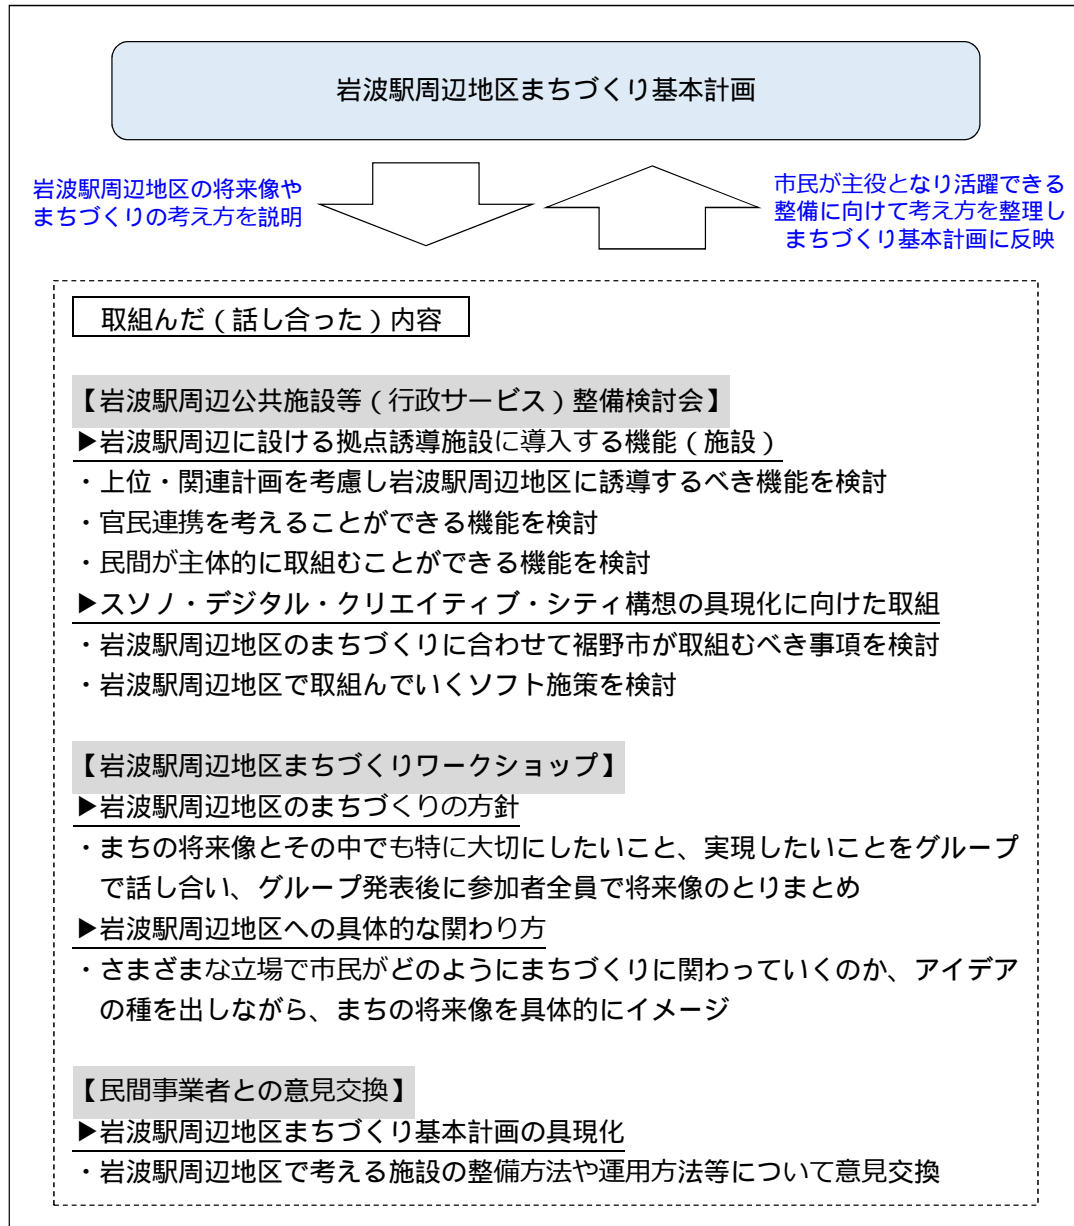 岩波駅周辺地区まちづくり基本計画
岩波駅周辺地区の将来像や
まちづくりの考え方を説明
市民が主役となり活躍できる
整備に向けて考え方を整理し
まちづくり基本計画に反映
取組んだ(話し合った)内容
【岩波駅周辺公共施設等(行政サービス)整備検討会】
▶岩波駅周辺に設ける拠点誘導施設に導入する機能(施設)
・上位・関連計画を考慮し岩波駅周辺地区に誘導するべき機能を検討
・官民連携を考えることができる機能を検討
・民間が主体的に取組むことができる機能を検討
▶スソノ・デジタル・クリエイティブ・シティ構想の具現化に向けた取組
・岩波駅周辺地区のまちづくりに合わせて裾野市が取組むべき事項を検討
・岩波駅周辺地区で取組んでいくソフト施策を検討
【岩波駅周辺地区まちづくりワークショップ】
▶岩波駅周辺地区のまちづくりの方針
・まちの将来像とその中でも特に大切にしたいこと、実現したいことをグループ
で話し合い、グループ発表後に参加者全員で将来像のとりまとめ
▶岩波駅周辺地区への具体的な関わり方
・さまざまな立場で市民がどのようにまちづくりに関わっていくのか、アイデア
の種を出しながら、まちの将来像を具体的にイメージ
【民間事業者との意見交換】
▶岩波駅周辺地区まちづくり基本計画の具現化
・岩波駅周辺地区で考える施設の整備方法や運用方法等について意見交換